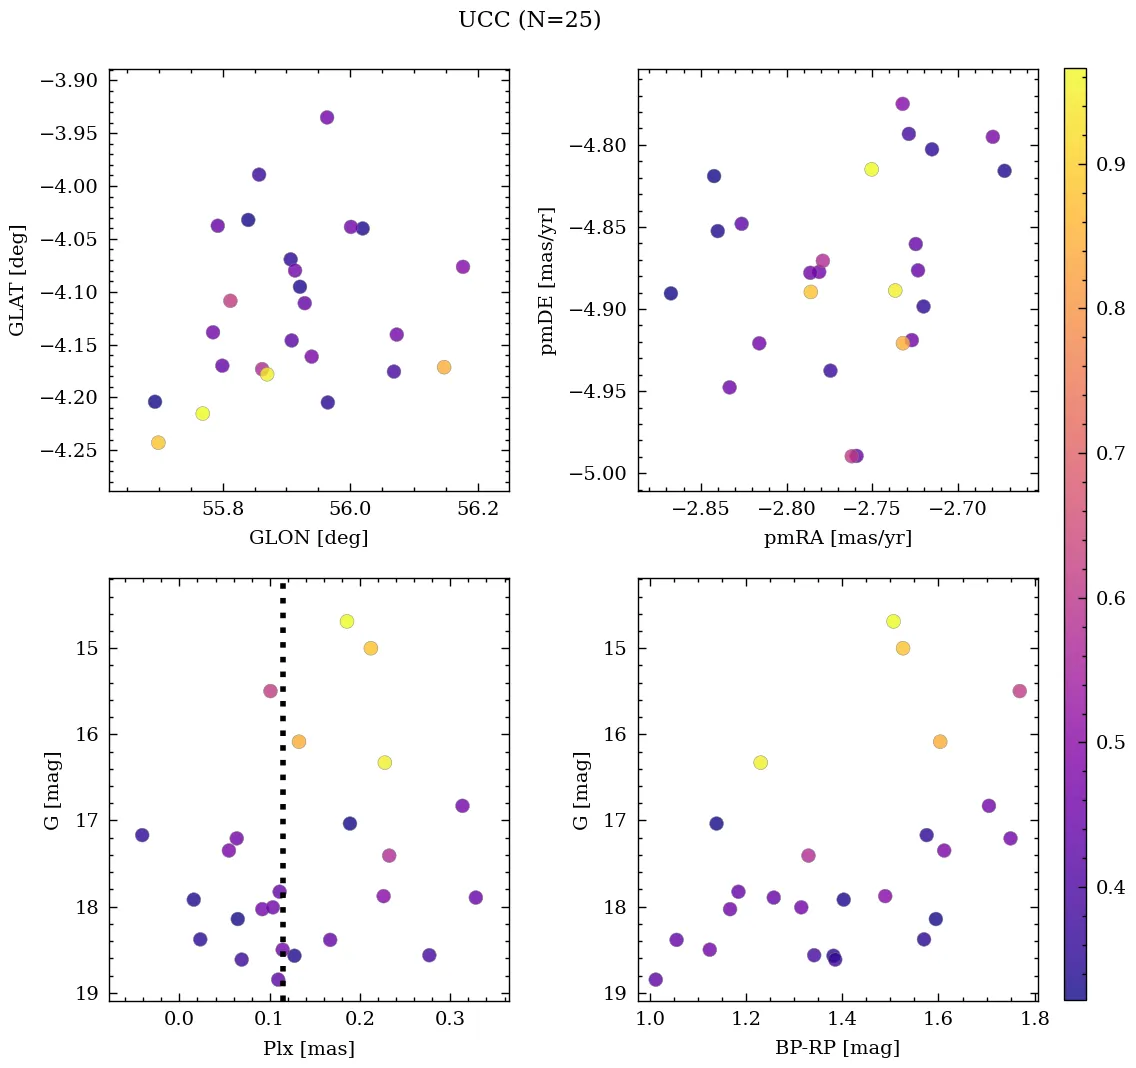 UCC (N=25)
−3.90
−3.95
−4.00
−4.05
−4.10
−4.15
−4.20
−4.25
GLAT [deg]
55.8 56.0 56.2
GLON [deg]
−4.80
−4.85
−4.90
−4.95
−5.00
pmDE [mas/yr]
−2.85 −2.80 −2.75 −2.70
pmRA [mas/yr]
15
16
17
18
19
G [mag]
0.0 0.1 0.2 0.3
Plx [mas]
15
16
17
18
19
G [mag]
1.0 1.2 1.4 1.6 1.8
BP-RP [mag]
0.9
0.8
0.7
0.6
0.5
0.4